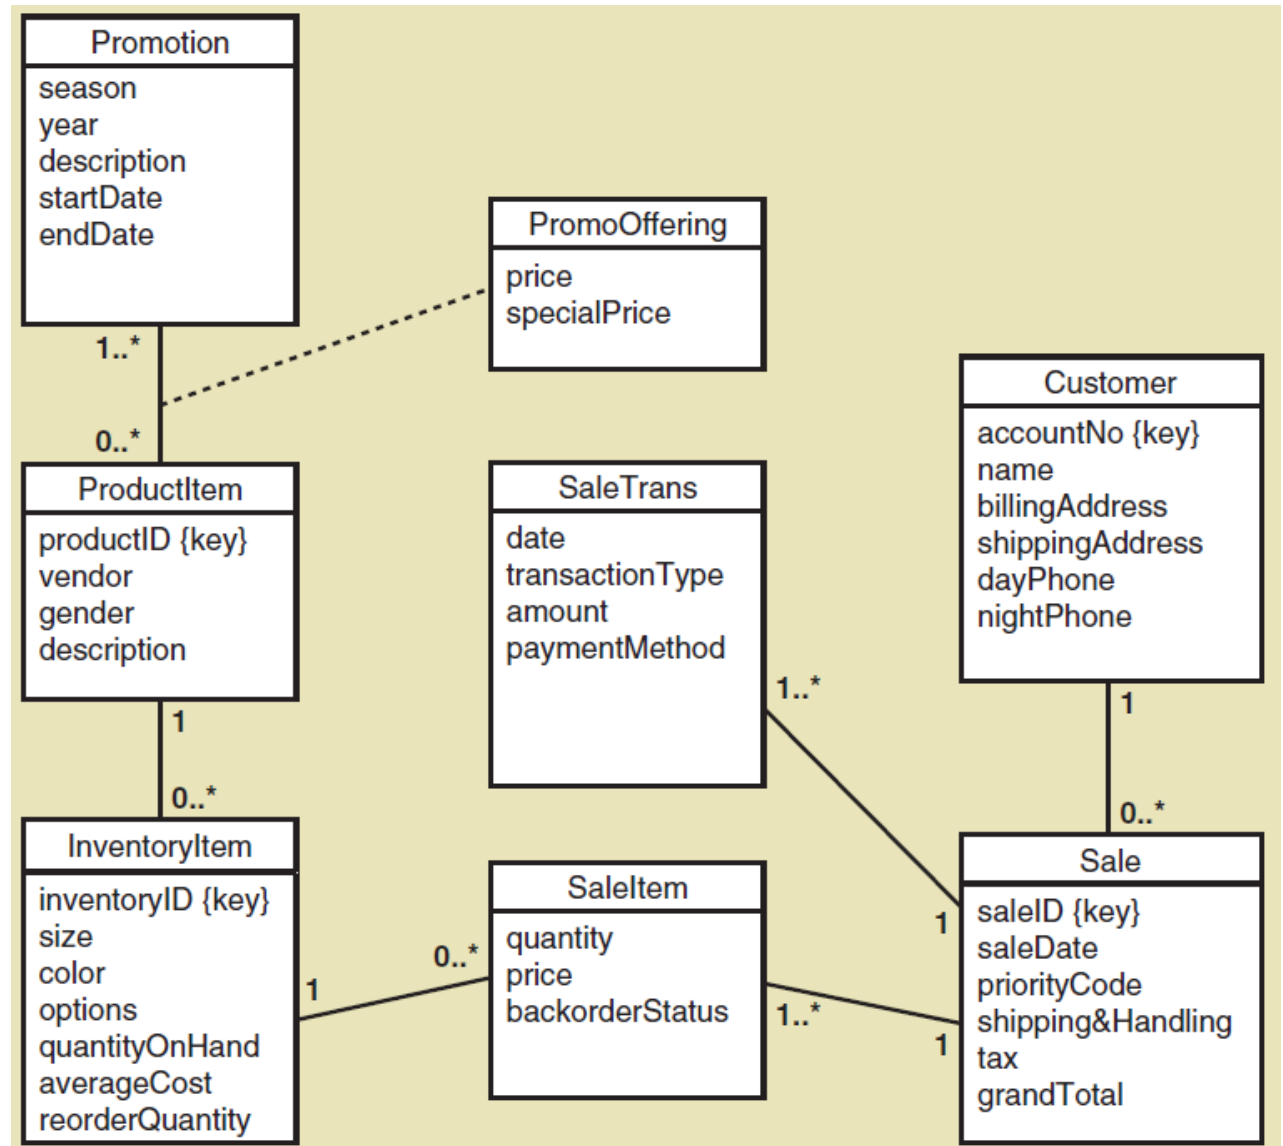 Promotion
season
year
description
startDate
endDate
1..*
0..*
PromoOffering
price
specialPrice
ProductItem
productID {key}
vendor
gender
description
1
0..*
SaleTrans
date
transactionType
amount
paymentMethod
1..*
1
Customer
accountNo {key}
name
billingAddress
shippingAddress
dayPhone
nightPhone
1
0..*
InventoryItem
inventoryID {key}
size
color
options
quantityOnHand
averageCost
reorderQuantity
1
0..*
SaleItem
quantity
price
backorderStatus
1..*
1
Sale
saleID {key}
saleDate
priorityCode
shipping&Handling
tax
grandTotal